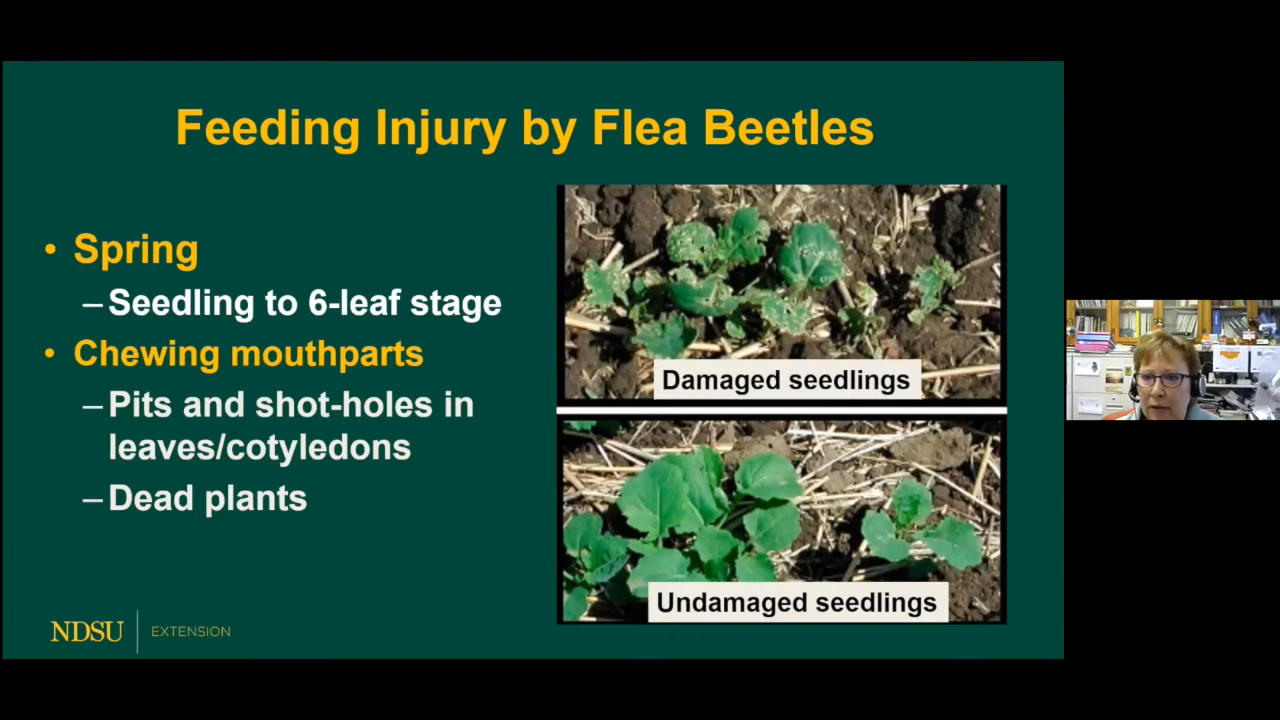 Feeding Injury by Flea Beetles
• Spring
– Seedling to 6-leaf stage
• Chewing mouthparts
– Pits and shot-holes in
leaves/cotyledons
– Dead plants
Damaged seedlings
Undamaged seedlings
NDSU | EXTENSION